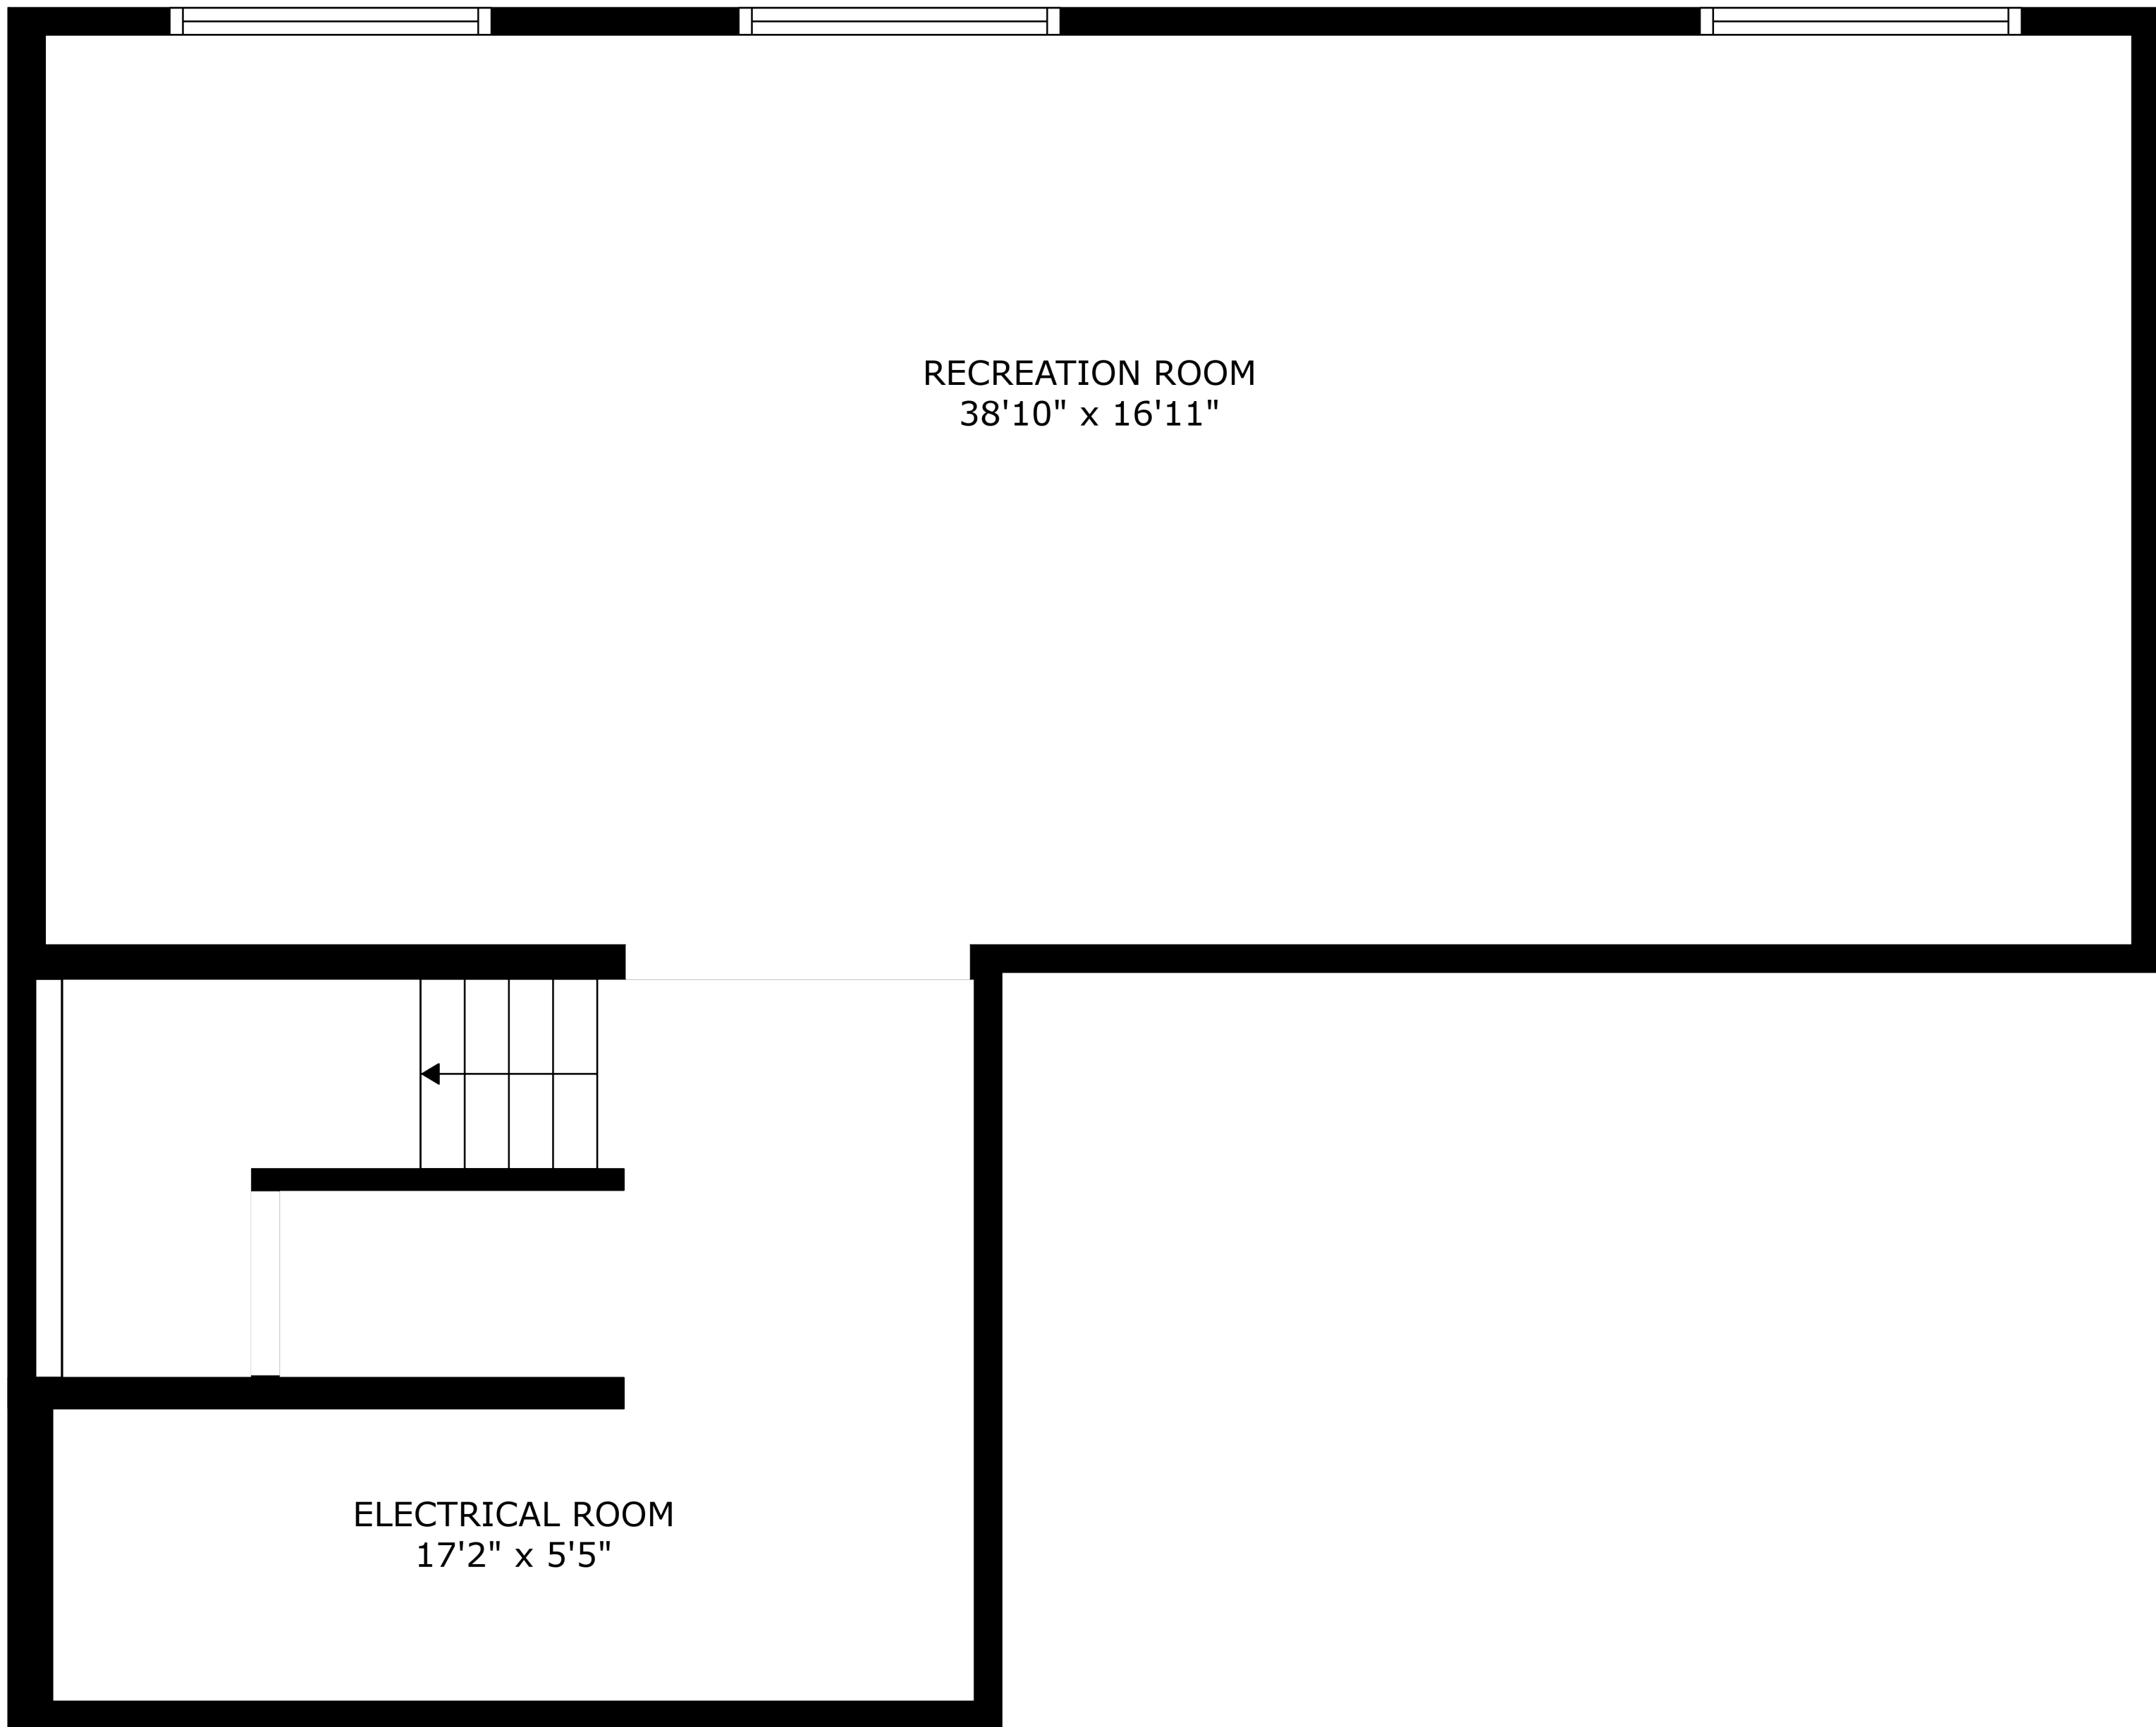 RECREATION ROOM
38'10" x 16'11"
ELECTRICAL ROOM
17'2" x 5'5"